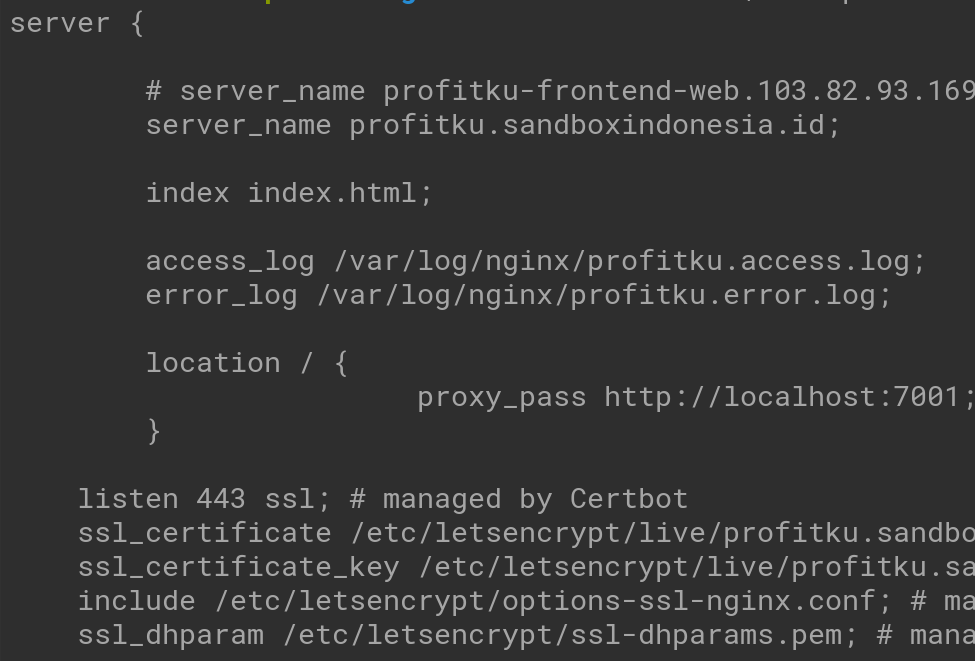 server {
# server_name profitku-frontend-web.103.82.93.169
server_name profitku.sandboxindonesia.id;
index index.html;
access_log /var/log/nginx/profitku.access.log;
error_log /var/log/nginx/profitku.error.log;
location / {
proxy_pass http://localhost:7001;
}
listen 443 ssl; # managed by Certbot
ssl_certificate /etc/letsencrypt/live/profitku.sandbo
ssl_certificate_key /etc/letsencrypt/live/profitku.sa
include /etc/letsencrypt/options-ssl-nginx.conf; # ma
ssl_dhparam /etc/letsencrypt/ssl-dhparams.pem; # mana